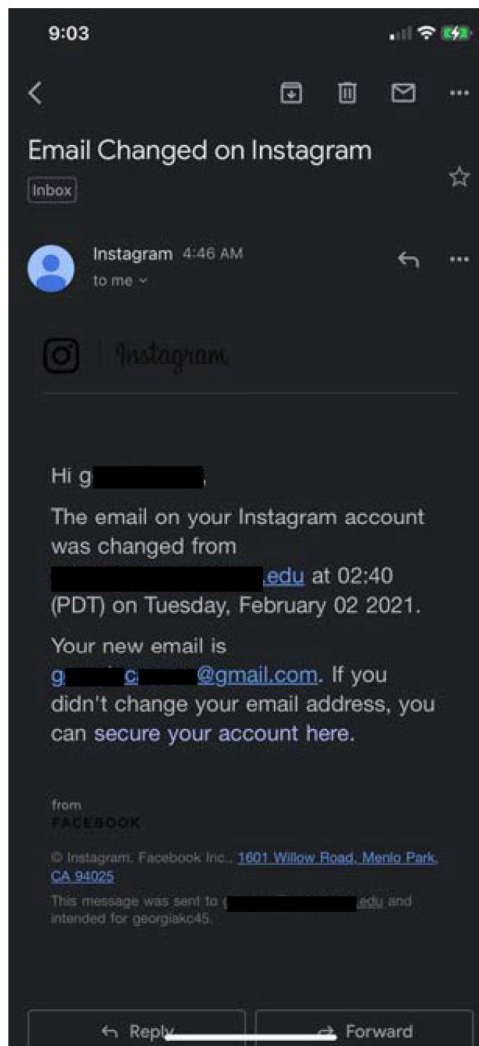 9:03
Email Changed on Instagram
Inbox
Instagram 4:46 AM
to me
Instagram
Hi g,
The email on your Instagram account
was changed from
.edu at 02:40
(PDT) on Tuesday, February 02 2021.
Your new email is
g c @gmail.com. If you
didn't change your email address, you
can secure your account here.
from
FACEBOOK
© Instagram. Facebook Inc., 1601 Willow Road, Menlo Park,
CA 94025
This message was sent to g edu and
intended for georgiakc45.
Reply
Forward